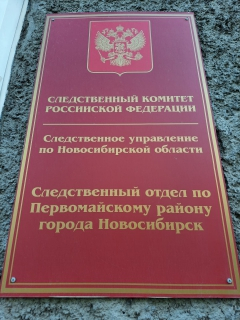 СЛЕДСТВЕННЫЙ КОМИТЕТ
РОССИЙСКОЙ ФЕДЕРАЦИИ
Следственное управление
по Новосибирской области
Следственный отдел по
Первомайскому району
города Новосибирск